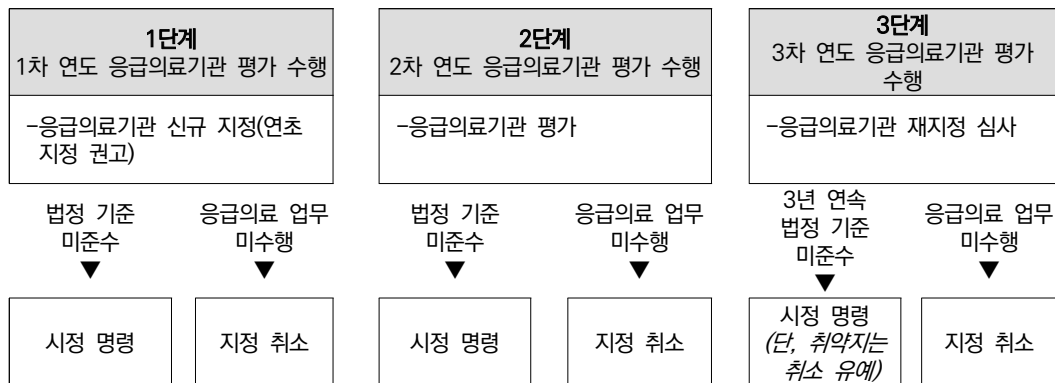 1단계
1차 연도 응급의료기관 평가 수행
-응급의료기관 신규 지정(연초
지정 권고)
법정 기준
미준수
▼
응급의료 업무
미수행
▼
시정 명령
지정 취소
2단계
2차 연도 응급의료기관 평가 수행
-응급의료기관 평가
법정 기준
미준수
▼
응급의료 업무
미수행
▼
시정 명령
지정 취소
3단계
3차 연도 응급의료기관 평가
수행
-응급의료기관 재지정 심사
3년 연속
법정 기준
미준수
▼
응급의료 업무
미수행
▼
시정 명령
(단, 취약지는
취소 유예)
지정 취소